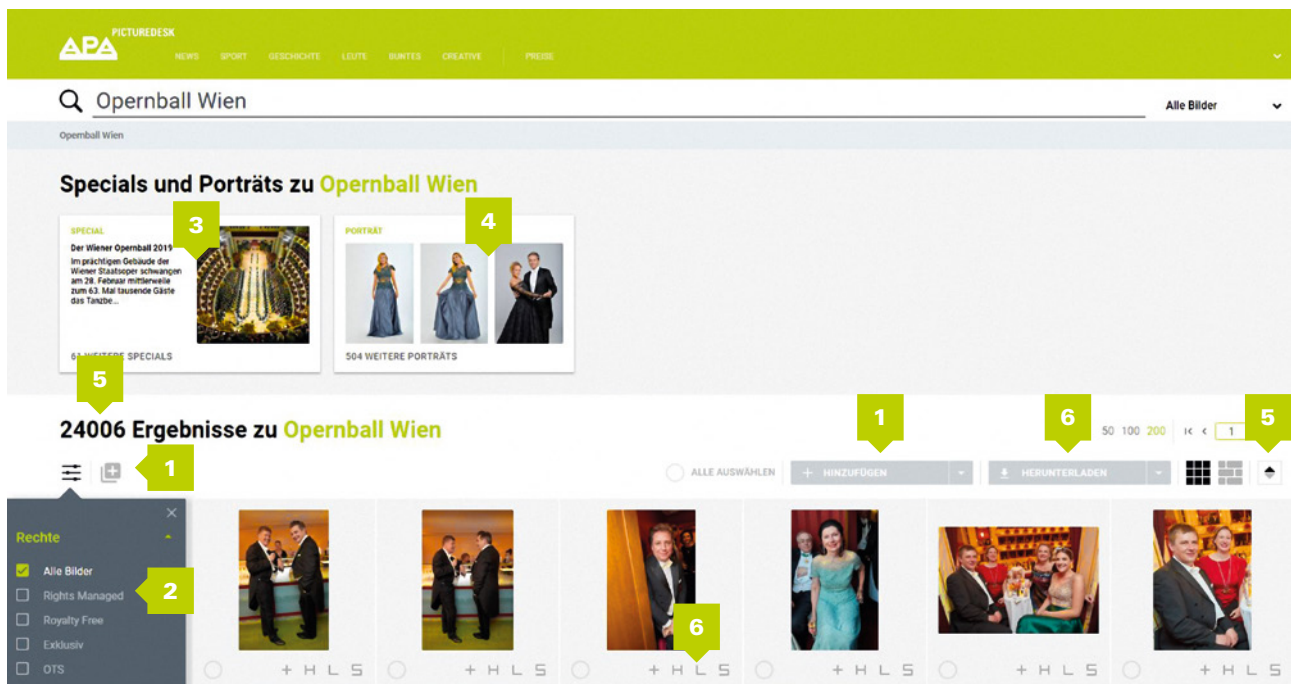 PICTUREDESK
APA
NEWS SPORT GESCHICHTE LEUTE BUNTES CREATIVE PREISE
Opernball Wien
Alle Bilder
Opernball Wien
Specials und Porträts zu Opernball Wien
3
4
SPECIAL
Der Wiener Opernball 2019
Im prächtigen Gebäude der
Wiener Staatsoper schwangen
am 28. Februar mittlerweile
zum 63. Mal tausende Gäste
das Tanzbe...
WEITERE SPECIALS
PORTRÄT
504 WEITERE PORTRÄTS
5
1
6
5
24006 Ergebnisse zu Opernball Wien
50 100 200 1
1
ALLE AUSWÄHLEN + HINZUFÜGEN HERUNTERLADEN
Rechte
Alle Bilder
Rights Managed
2
Royalty Free
Exklusiv
OTS
6
+ H L S + H L S + H L S + H L S + H L S + H L S